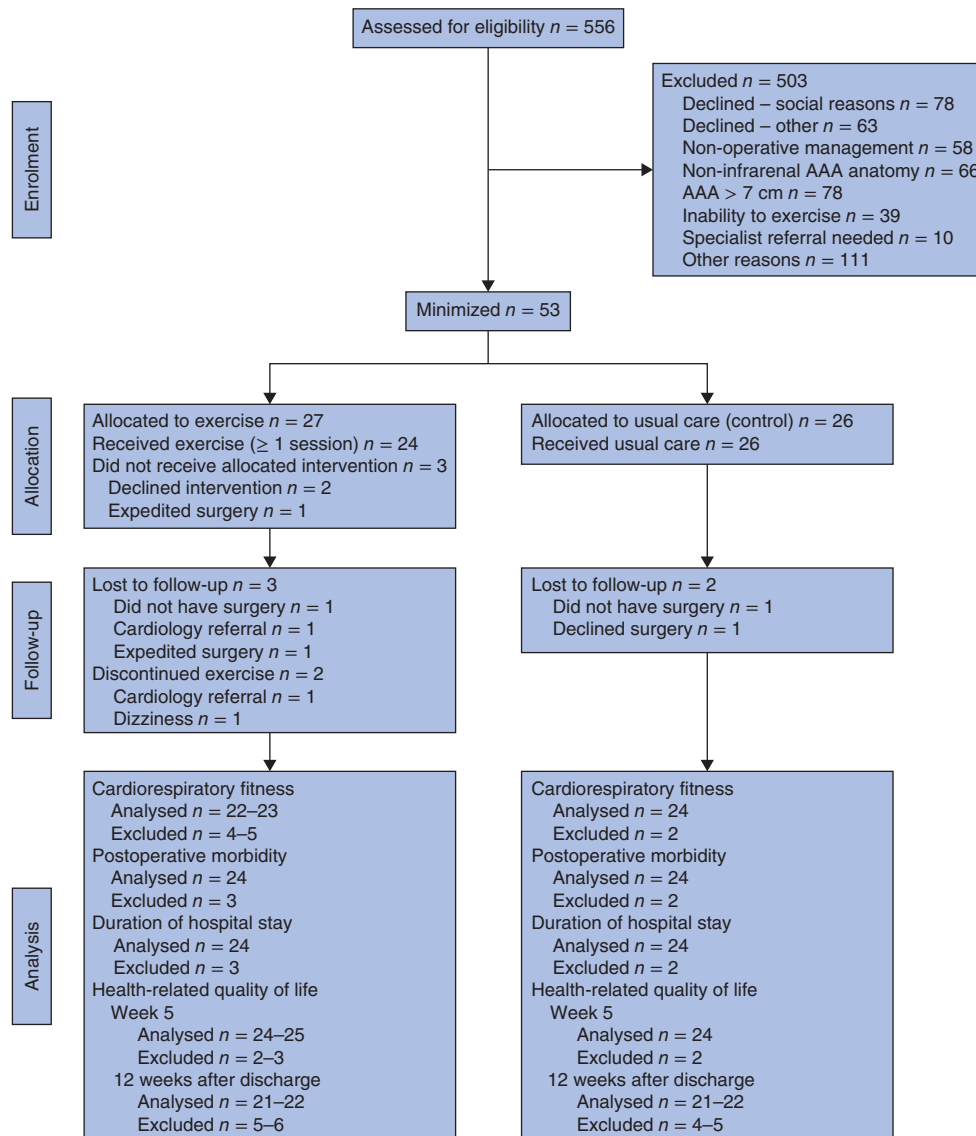 Assessed for eligibility n = 556
Enrolment
Excluded n = 503
Declined – social reasons n = 78
Declined – other n = 63
Non-operative management n = 58
Non-infrarenal AAA anatomy n = 66
AAA > 7 cm n = 78
Inability to exercise n = 39
Specialist referral needed n = 10
Other reasons n = 111
Minimized n = 53
Allocation
Allocated to exercise n = 27
Received exercise (≥ 1 session) n = 24
Did not receive allocated intervention n = 3
Declined intervention n = 2
Expedited surgery n = 1
Allocated to usual care (control) n = 26
Received usual care n = 26
Follow-up
Lost to follow-up n = 3
Did not have surgery n = 1
Cardiology referral n = 1
Expedited surgery n = 1
Discontinued exercise n = 2
Cardiology referral n = 1
Dizziness n = 1
Lost to follow-up n = 2
Did not have surgery n = 1
Declined surgery n = 1
Analysis
Cardiorespiratory fitness
Analysed n = 22–23
Excluded n = 4–5
Postoperative morbidity
Analysed n = 24
Excluded n = 3
Duration of hospital stay
Analysed n = 24
Excluded n = 3
Health-related quality of life
Week 5
Analysed n = 24–25
Excluded n = 2–3
12 weeks after discharge
Analysed n = 21–22
Excluded n = 5–6
Cardiorespiratory fitness
Analysed n = 24
Excluded n = 2
Postoperative morbidity
Analysed n = 24
Excluded n = 2
Duration of hospital stay
Analysed n = 24
Excluded n = 2
Health-related quality of life
Week 5
Analysed n = 24
Excluded n = 2
12 weeks after discharge
Analysed n = 21–22
Excluded n = 4–5